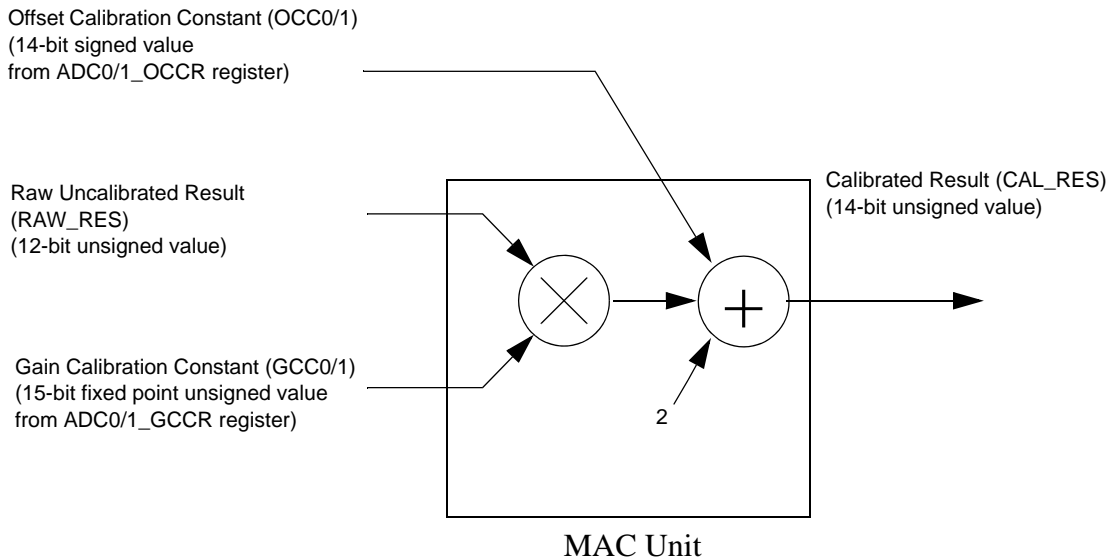 Offset Calibration Constant (OCC0/1)
(14-bit signed value
from ADC0/1_OCCR register)
Raw Uncalibrated Result
(RAW_RES)
(12-bit unsigned value)
Calibrated Result (CAL_RES)
(14-bit unsigned value)
Gain Calibration Constant (GCC0/1)
(15-bit fixed point unsigned value
from ADC0/1_GCCR register)
2
MAC Unit